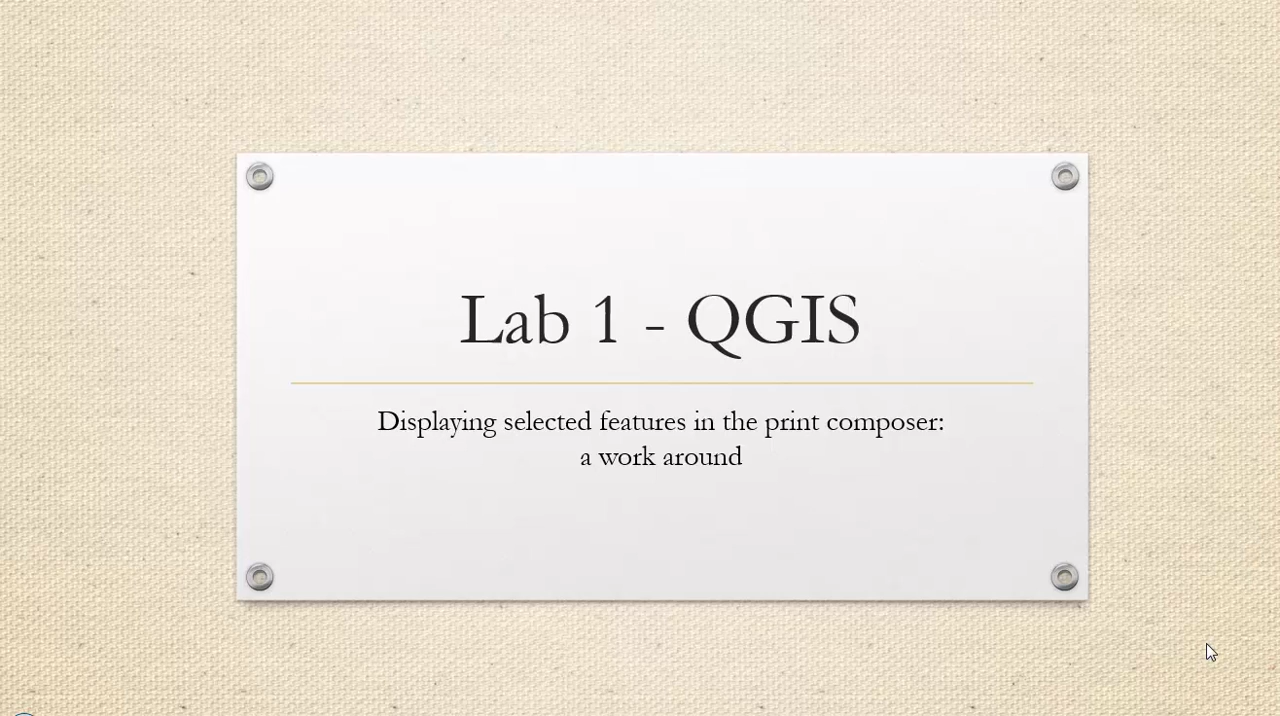 Lab 1 - QGIS
Displaying selected features in the print composer:
a work around